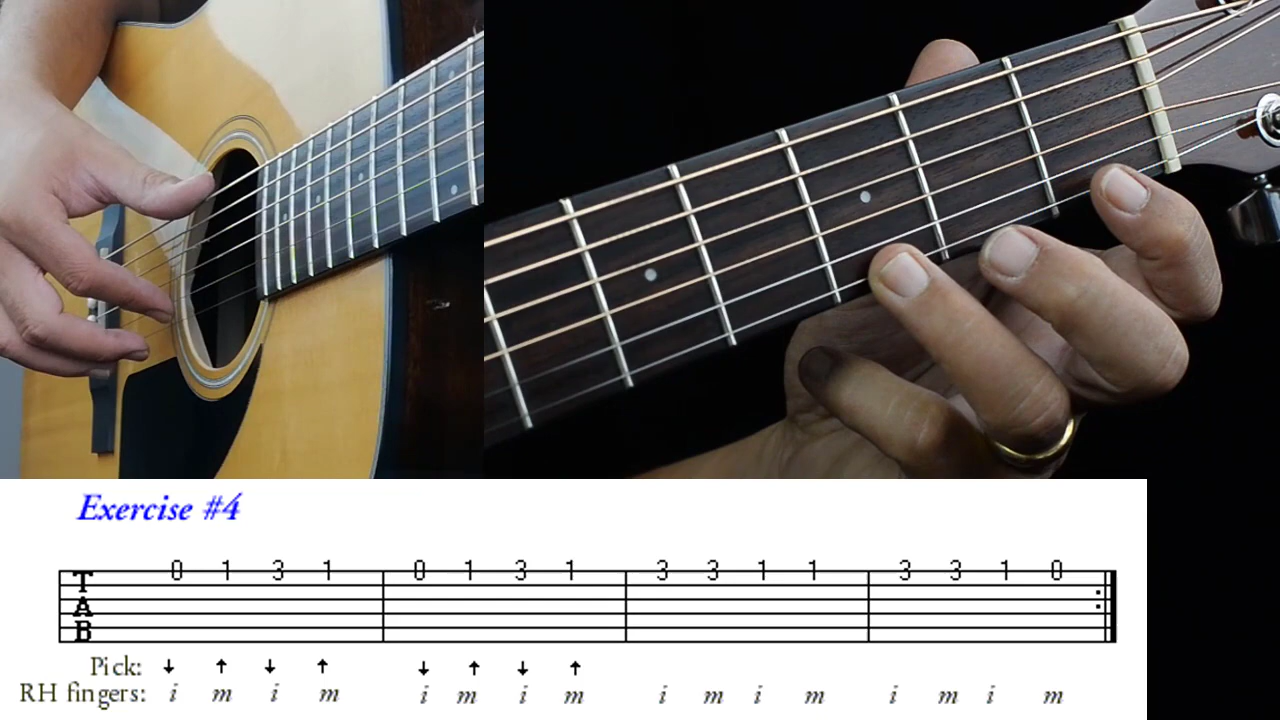 Exercise #4
0 1 3 1 0 1 3 1 3 3 1 1 3 3 1 0
T
A
B
Pick: ↓ ↑ ↓ ↑ ↓ ↑ ↓ ↑
RH fingers: i m i m i m i m i m i m i m i m